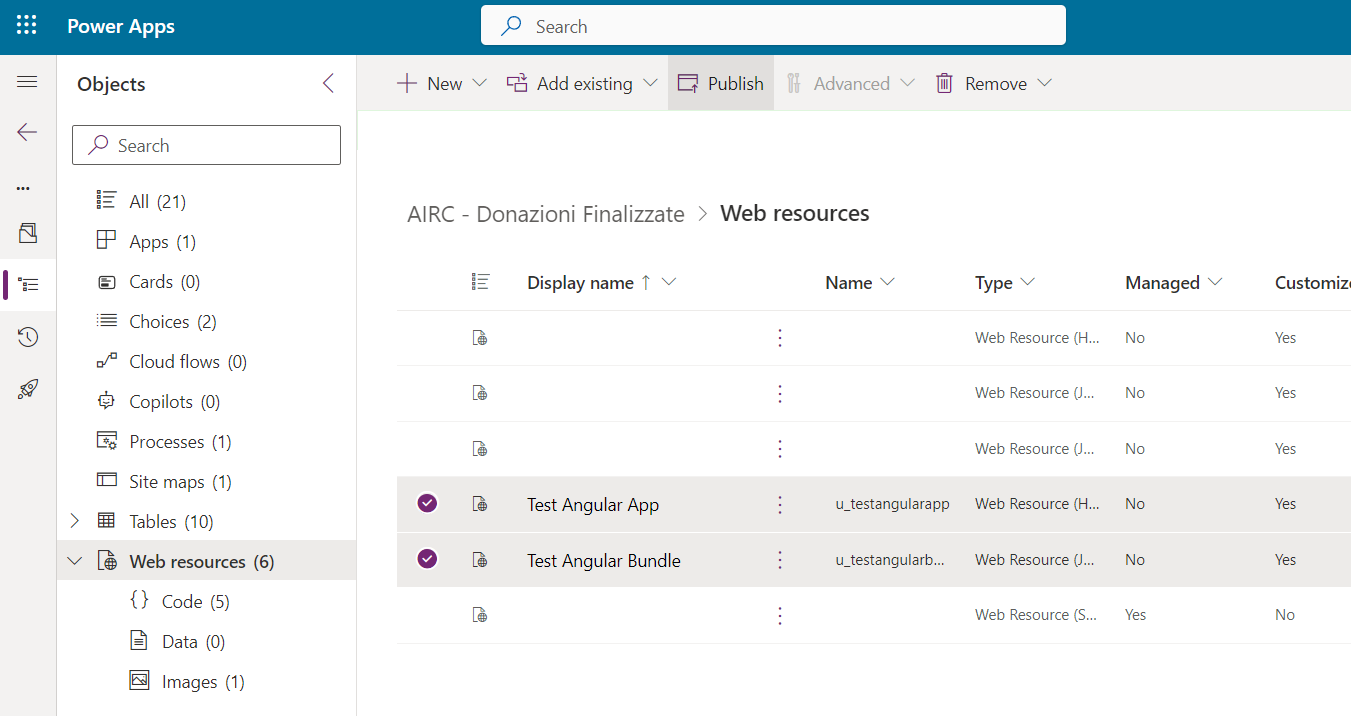 Power Apps
Search
Objects
New
Add existing
Publish
Advanced
Remove
Search
All (21)
Apps (1)
Cards (0)
Choices (2)
Cloud flows (0)
Copilots (0)
Processes (1)
Site maps (1)
Tables (10)
Web resources (6)
Code (5)
Data (0)
Images (1)
AIRC - Donazioni Finalizzate > Web resources
Display name ↑ Name Type Managed Customize
Web Resource (H... No Yes
Web Resource (J... No Yes
Web Resource (J... No Yes
Test Angular App u_testangularapp Web Resource (H... No Yes
Test Angular Bundle u_testangularb... Web Resource (J... No Yes
Web Resource (S... Yes No